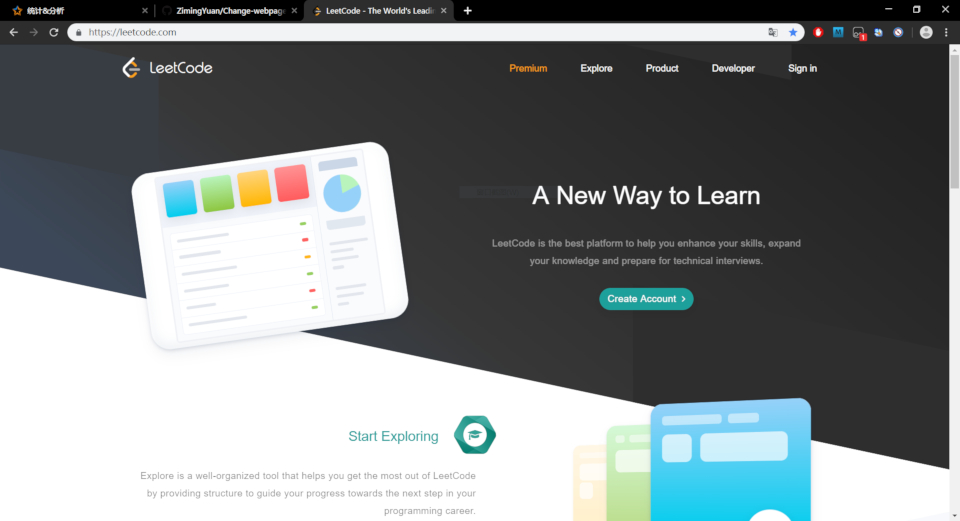 统计&分析
ZimingYuan/Change-webpage
LeetCode - The World's Leadin
https://leetcode.com
1
LeetCode
Premium
Explore
Product
Developer
Sign in
A New Way to Learn
LeetCode is the best platform to help you enhance your skills, expand
your knowledge and prepare for technical interviews.
Create Account
Start Exploring
Explore is a well-organized tool that helps you get the most out of LeetCode
by providing structure to guide your progress towards the next step in your
programming career.